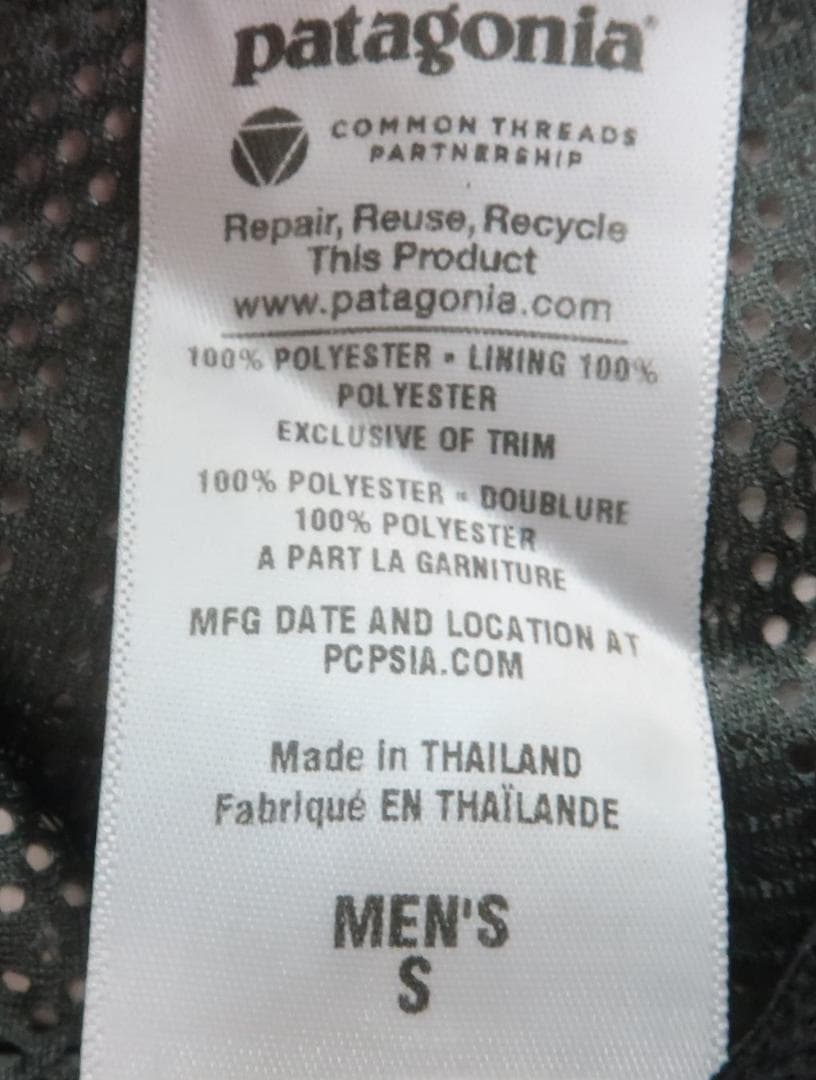 patagonia®
COMMON THREADS
PARTNERSHIP
Repair, Reuse, Recycle
This Product
www.patagonia.com
100% POLYESTER ▪ LINING 100%
POLYESTER
EXCLUSIVE OF TRIM
100% POLYESTER ▪ DOUBLURE
100% POLYESTER
A PART LA GARNITURE
MFG DATE AND LOCATION AT
PCPSIA.COM
Made in THAILAND
Fabriqué EN THAÏLANDE
MEN'S
S